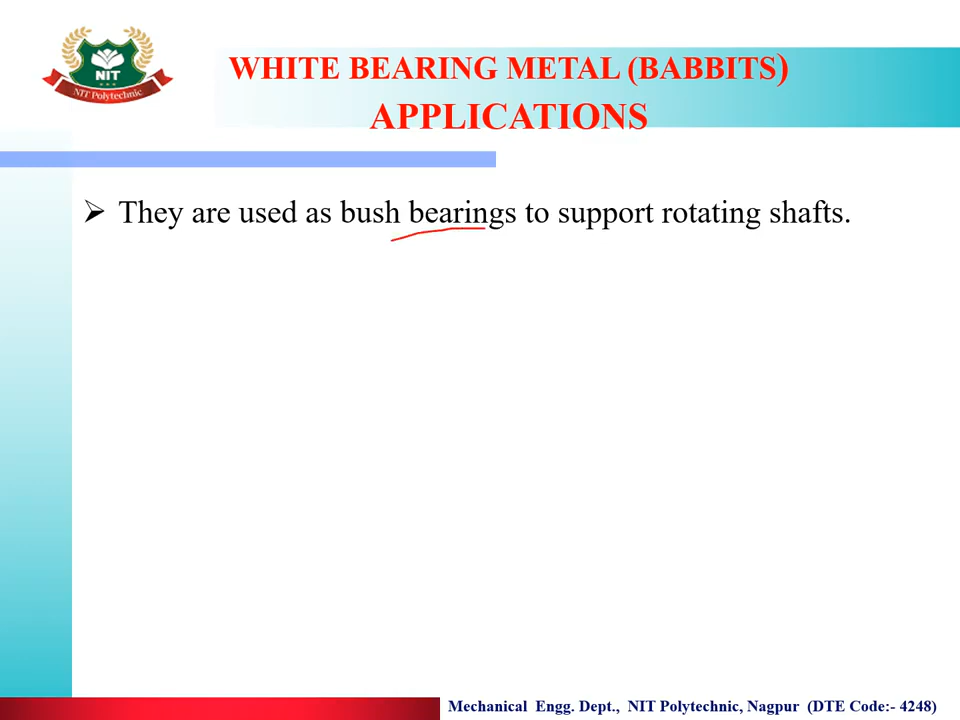 NIT
NIT Polytechnic
WHITE BEARING METAL (BABBITS)
APPLICATIONS
➢ They are used as bush bearings to support rotating shafts.
Mechanical Engg. Dept., NIT Polytechnic, Nagpur (DTE Code:- 4248)